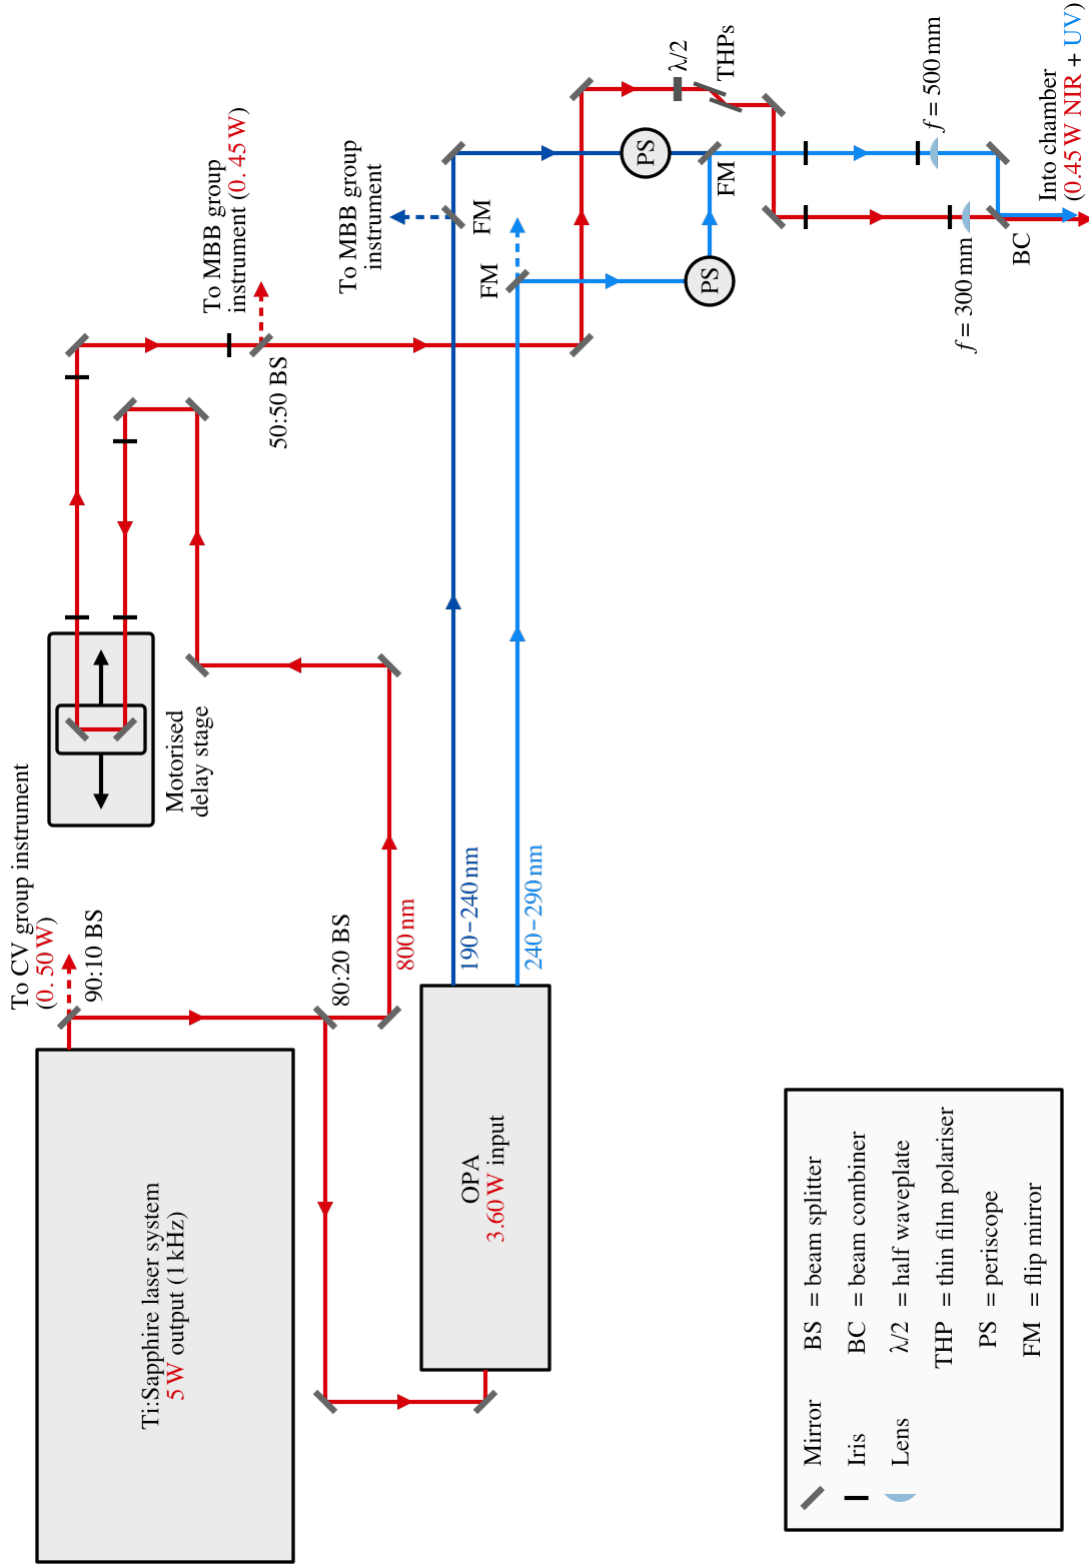 Ti:Sapphire laser system
5 W output (1 kHz)
To CV group instrument
(0. 50 W)
90:10 BS
80:20 BS
800 nm
OPA
3.60 W input
190–240 nm
240–290 nm
Motorised
delay stage
To MBB group
instrument (0. 45 W)
50:50 BS
To MBB group
instrument
FM
FM
PS
PS
FM
λ/2
THPs
f = 500 mm
f = 300 mm
BC
Into chamber
(0.45 W NIR + UV)
Mirror
Iris
Lens
BS = beam splitter
BC = beam combiner
λ/2 = half waveplate
THP = thin film polariser
PS = periscope
FM = flip mirror